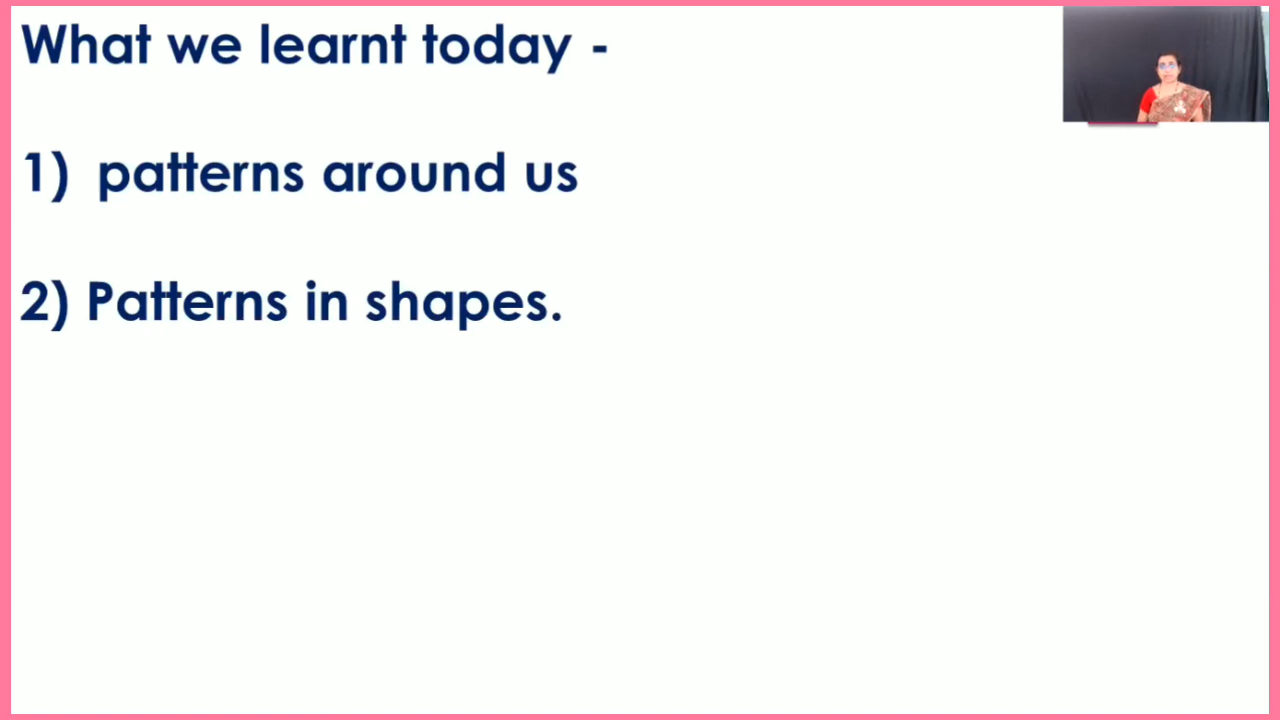 What we learnt today -
1) patterns around us
2) Patterns in shapes.